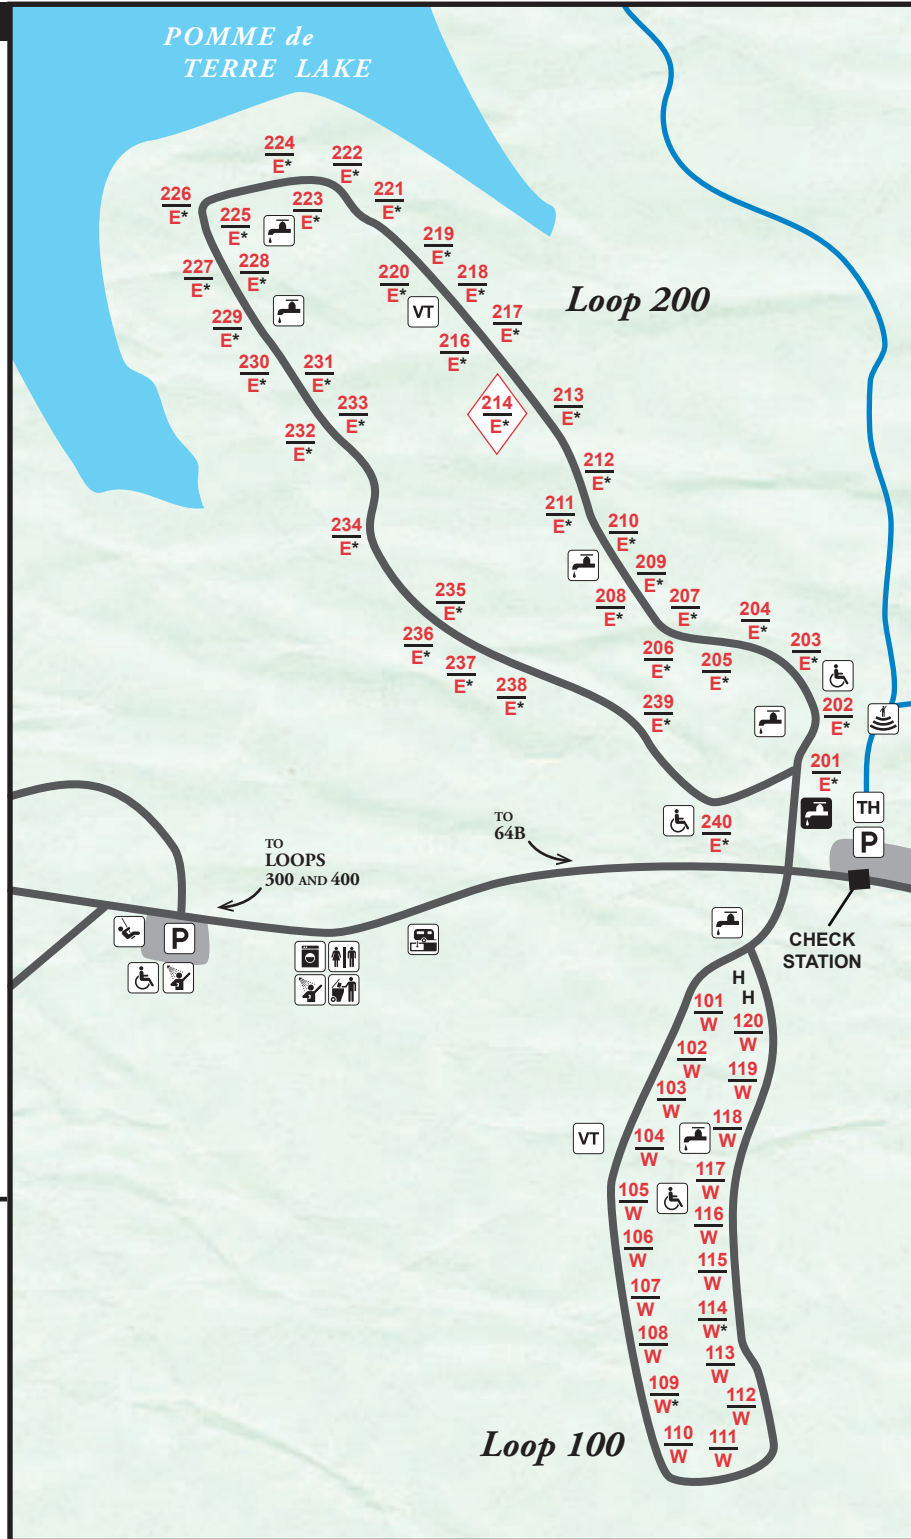 POMME de
TERRE LAKE
224
E*
222
E*
226
E*
223
E*
221
E*
225
E*
219
E*
227
E*
228
E*
220
E*
218
E*
Loop 200
VT
217
E*
229
E*
216
E*
230
E*
231
E*
214
E*
213
E*
232
E*
233
E*
212
E*
211
E*
210
E*
234
E*
209
E*
235
E*
208
E*
207
E*
204
E*
236
E*
206
E*
205
E*
203
E*
237
E*
238
E*
239
E*
202
E*
201
E*
TH
240
E*
P
TO
64B
TO
LOOPS
300 AND 400
P
CHECK
STATION
H
H
101
W
120
W
102
W
119
W
103
W
118
W
VT
104
W
117
W
105
W
116
W
106
W
115
W
107
W
114
W*
108
W
113
W
109
W*
112
W
110
W
111
W
Loop 100